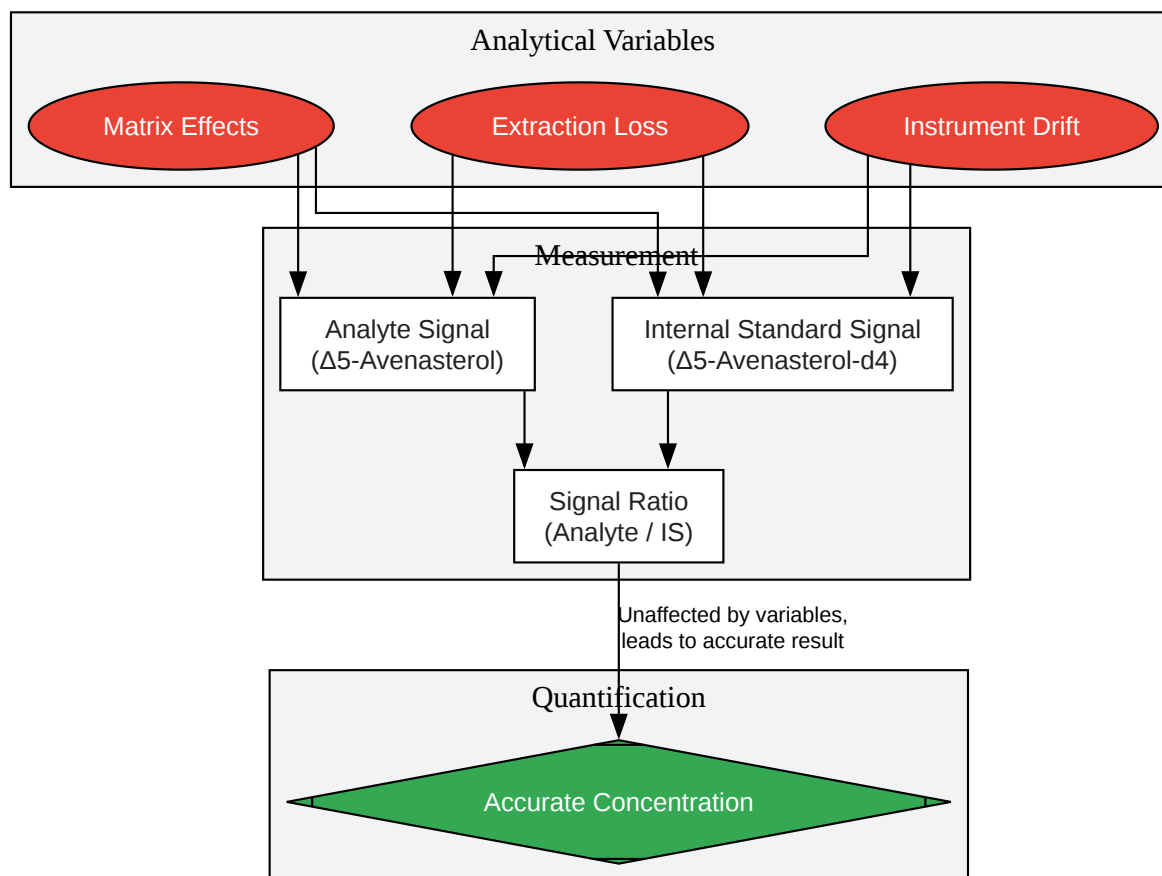 Analytical Variables
Matrix Effects
Extraction Loss
Instrument Drift
Measurement
Analyte Signal
(Δ5-Avenasterol)
Internal Standard Signal
(Δ5-Avenasterol-d4)
Signal Ratio
(Analyte / IS)
Unaffected by variables,
leads to accurate result
Quantification
Accurate Concentration